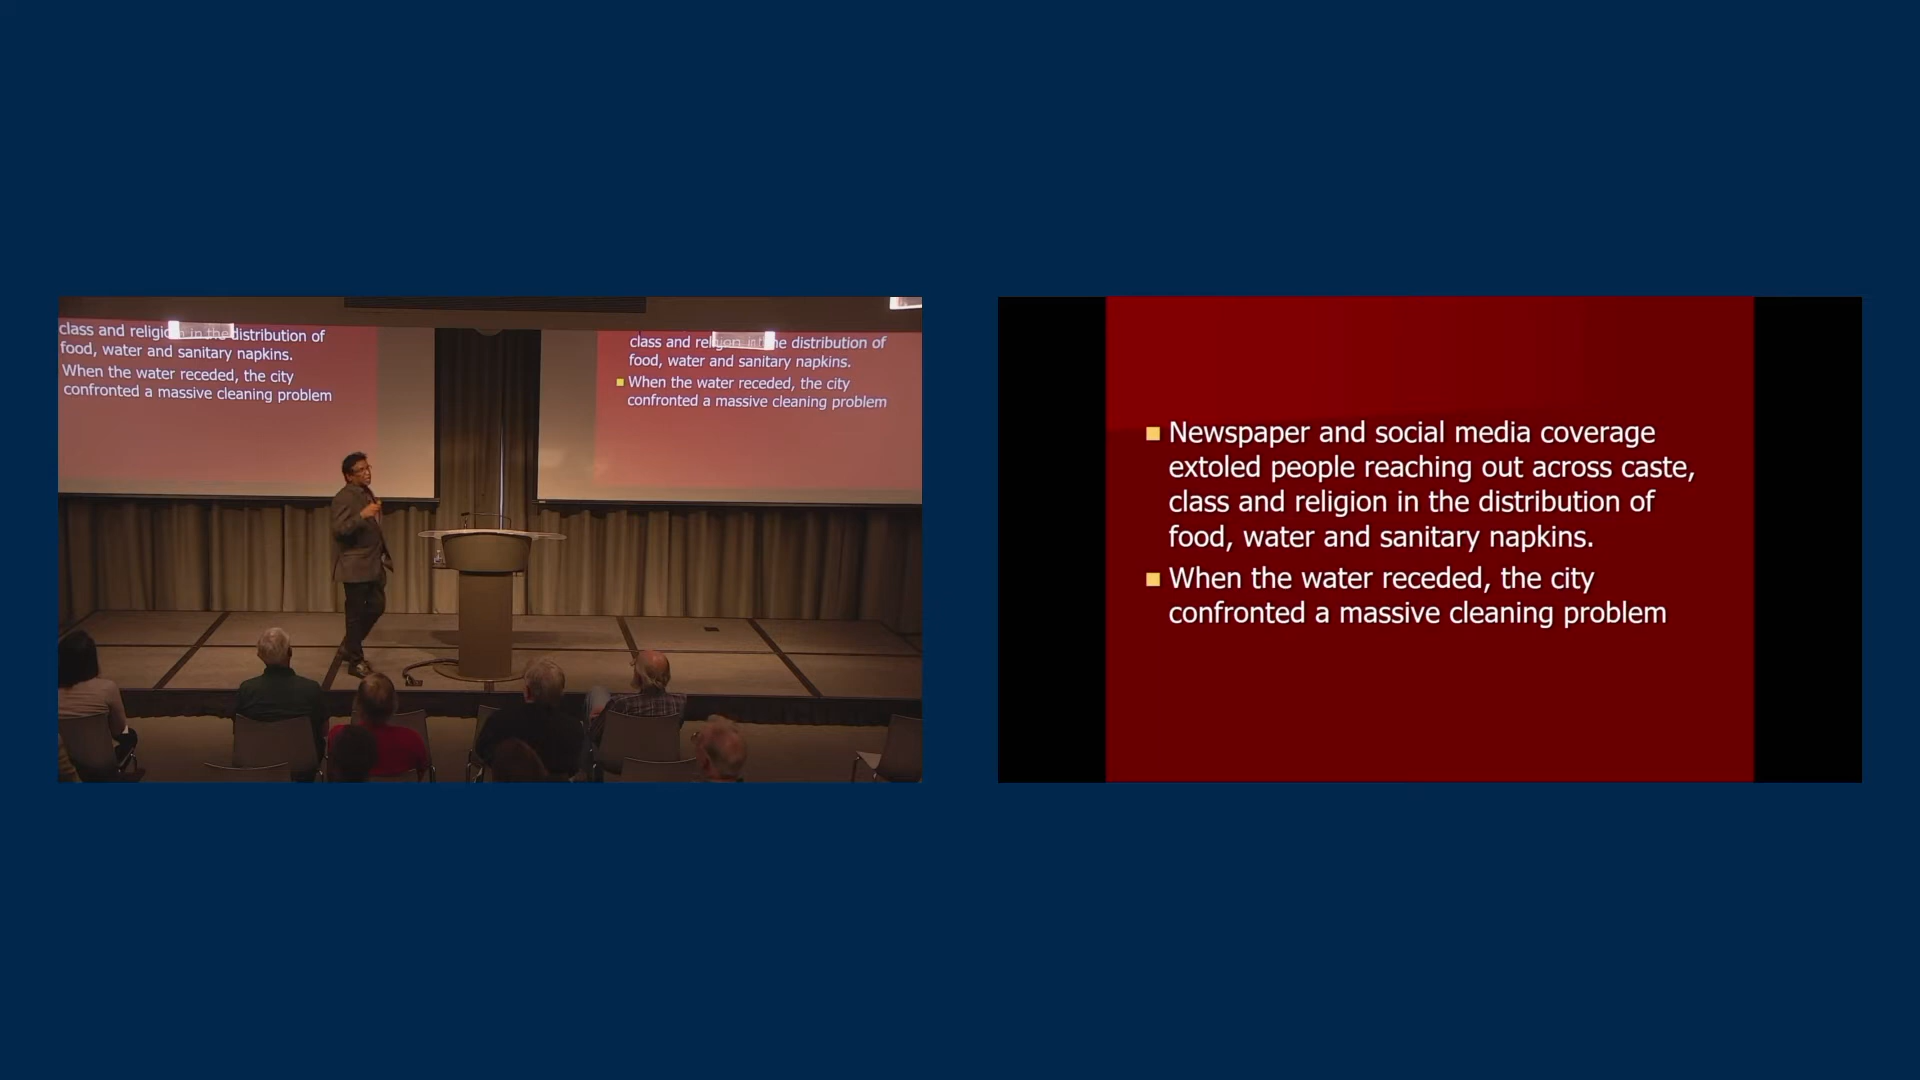 class and religion in the distribution of
food, water and sanitary napkins.
When the water receded, the city
confronted a massive cleaning problem
class and religion in the distribution of
food, water and sanitary napkins.
When the water receded, the city
confronted a massive cleaning problem
Newspaper and social media coverage
extoled people reaching out across caste,
class and religion in the distribution of
food, water and sanitary napkins.
When the water receded, the city
confronted a massive cleaning problem